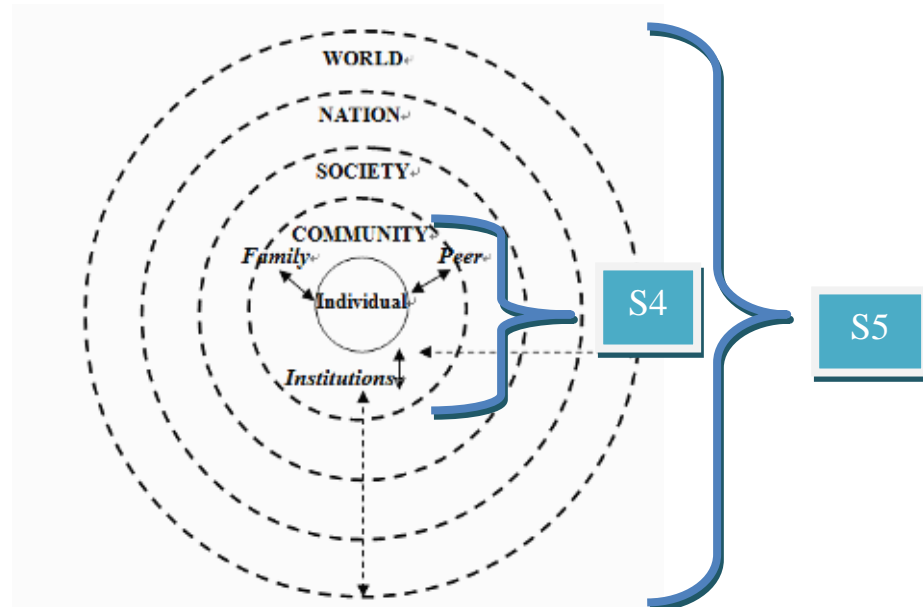 WORLD
NATION
SOCIETY
COMMUNITY
Family
Peer
Individual
S4
S5
Institutions